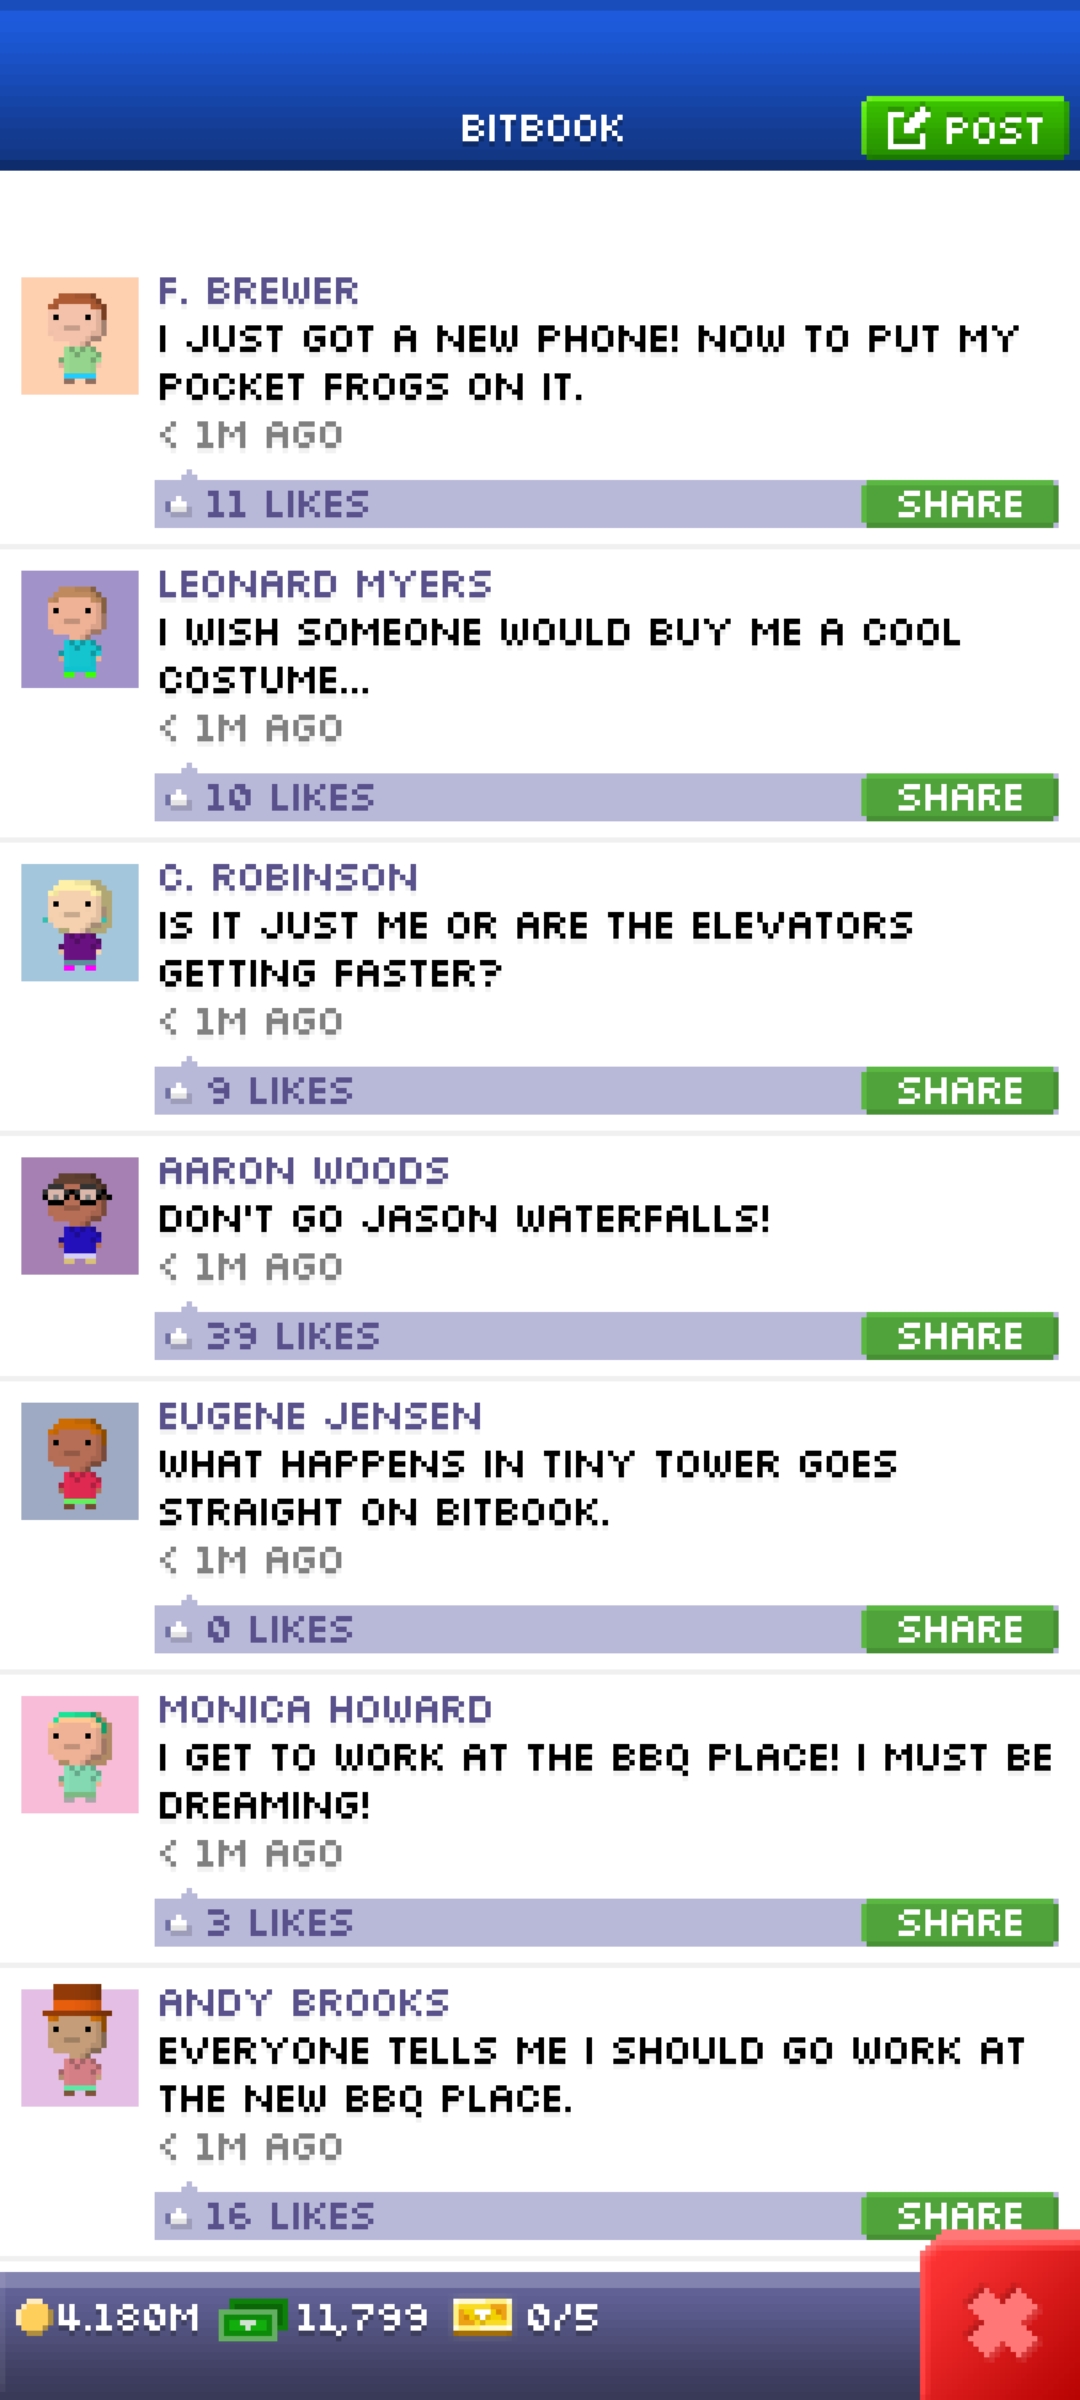 BITBOOK
POST
F. BREWER
I JUST GOT A NEW PHONE! NOW TO PUT MY
POCKET FROGS ON IT.
< 1M AGO
11 LIKES
SHARE
LEONARD MYERS
I WISH SOMEONE WOULD BUY ME A COOL
COSTUME...
< 1M AGO
10 LIKES
SHARE
C. ROBINSON
IS IT JUST ME OR ARE THE ELEVATORS
GETTING FASTER?
< 1M AGO
9 LIKES
SHARE
AARON WOODS
DON'T GO JASON WATERFALLS!
< 1M AGO
39 LIKES
SHARE
EUGENE JENSEN
WHAT HAPPENS IN TINY TOWER GOES
STRAIGHT ON BITBOOK.
< 1M AGO
0 LIKES
SHARE
MONICA HOWARD
I GET TO WORK AT THE BBQ PLACE! I MUST BE
DREAMING!
< 1M AGO
3 LIKES
SHARE
ANDY BROOKS
EVERYONE TELLS ME I SHOULD GO WORK AT
THE NEW BBQ PLACE.
< 1M AGO
16 LIKES
SHARE
4.180M 11,799 0/5